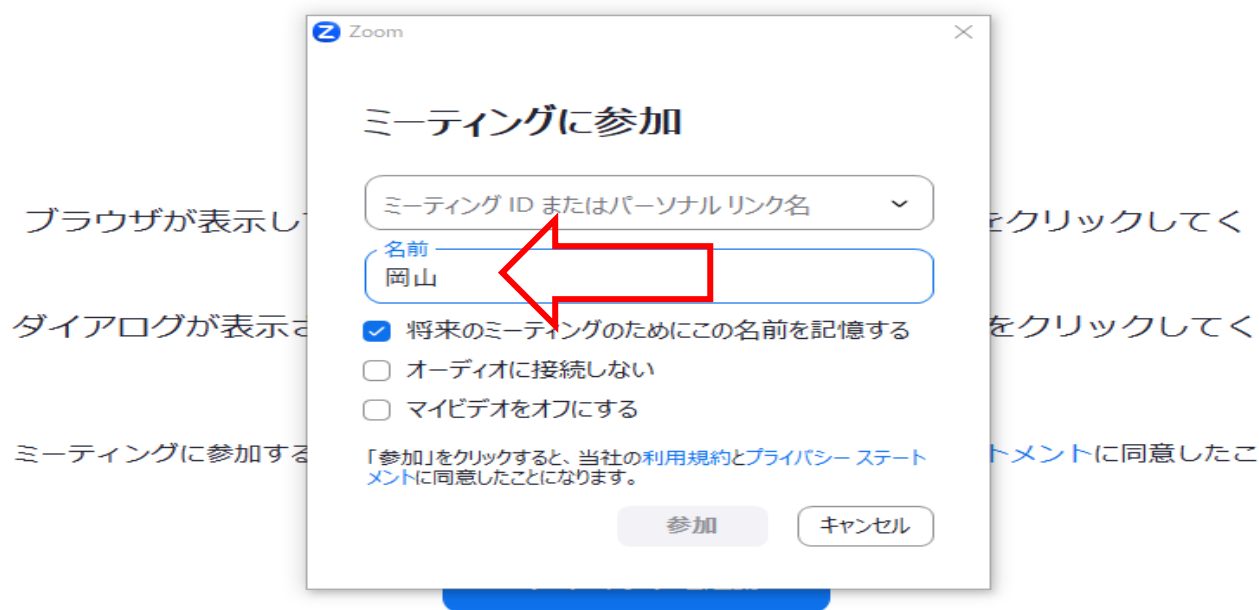 Zoom
ミーティングに参加
ミーティング ID またはパーソナル リンク名
ブラウザが表示し
をクリックしてく
名前
岡山
ダイアログが表示さ
をクリックしてく
将来のミーティングのためにこの名前を記憶する
オーディオに接続しない
マイビデオをオフにする
ミーティングに参加する
トメントに同意したこ
「参加」をクリックすると、当社の利用規約とプライバシー ステート
メントに同意したことになります。
参加
キャンセル